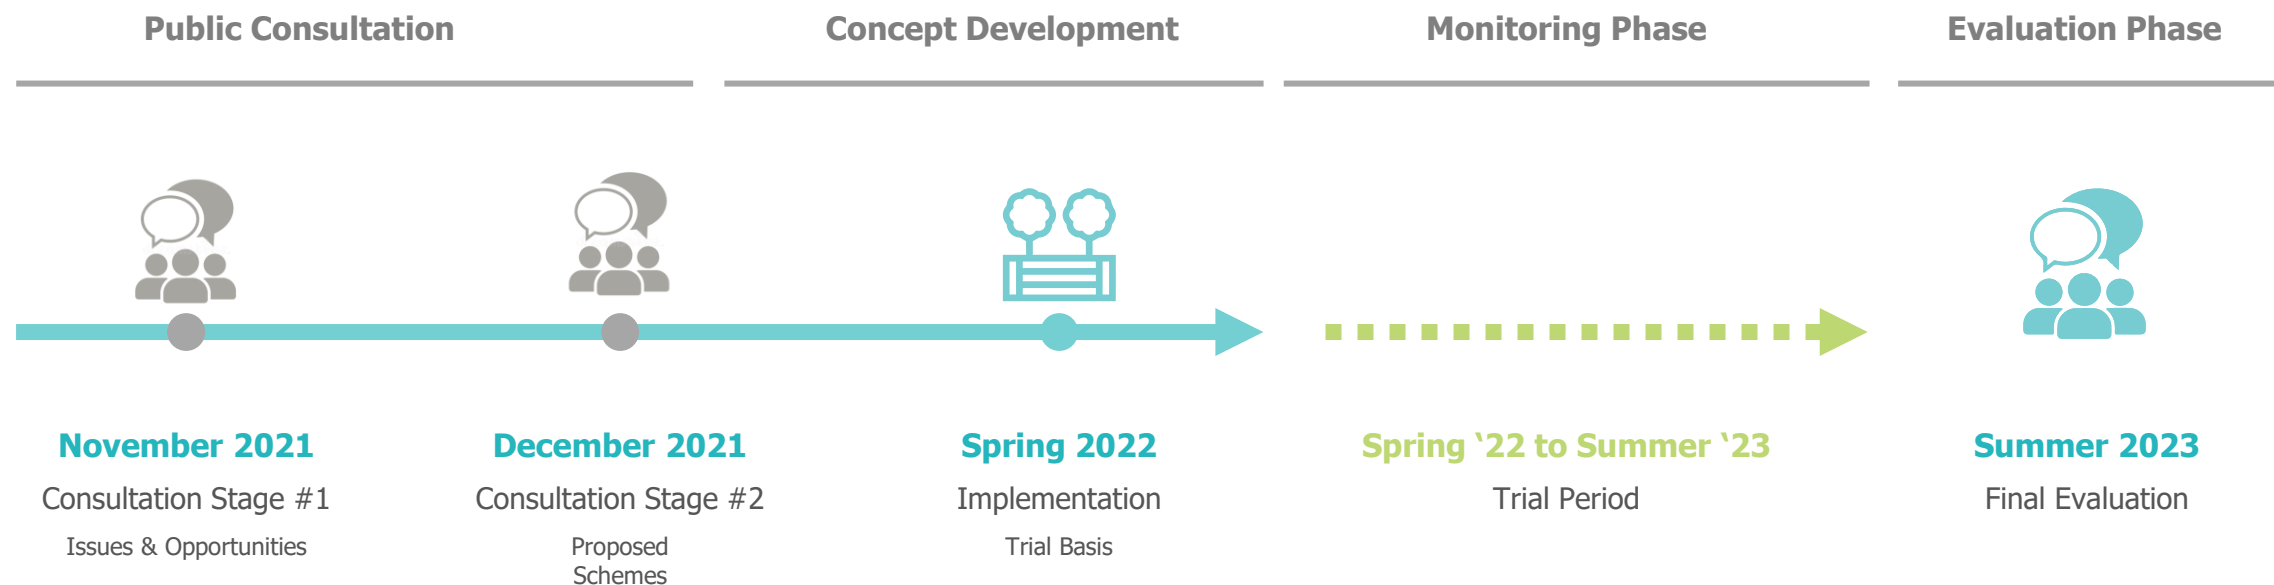 Public Consultation
Concept Development
Monitoring Phase
Evaluation Phase
November 2021
Consultation Stage #1
Issues & Opportunities
December 2021
Consultation Stage #2
Proposed
Schemes
Spring 2022
Implementation
Trial Basis
Spring ‘22 to Summer ‘23
Trial Period
Summer 2023
Final Evaluation